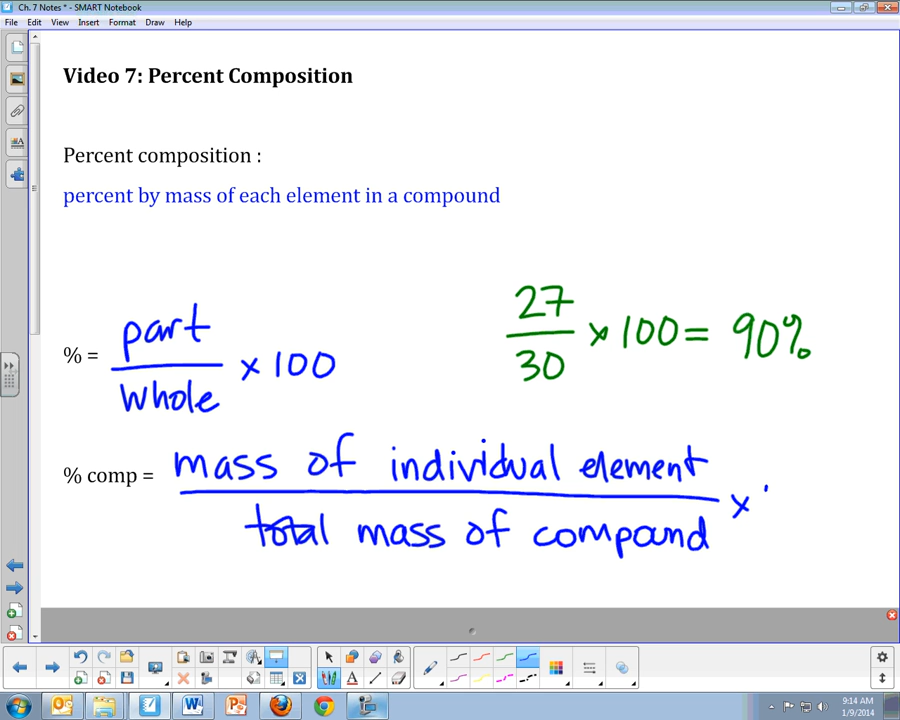 Ch. 7 Notes * - SMART Notebook
File Edit View Insert Format Draw Help
Video 7: Percent Composition
Percent composition :
percent by mass of each element in a compound
% = part / whole × 100
27 / 30 × 100 = 90%
% comp = mass of individual element / total mass of compound ×
9:14 AM
1/9/2014